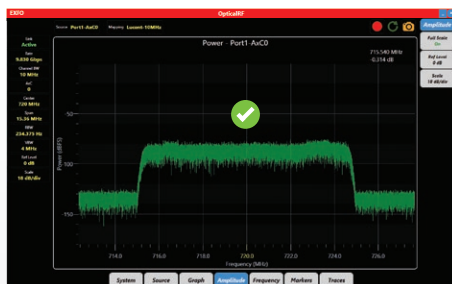 EXFO OpticalRF
Source Port1-AxC0 Mapping Luxami-10MHz
Amplitude
Link
Active
Rate
9.830 Gbps
Channel BW
10 MHz
AxC
0
Center
720 MHz
Span
15.36 MHz
RBW
234.375 Hz
VBW
4 MHz
Ref Level
0 dB
Scale
10 dB/div
Power - Port1-AxC0
715.540 MHz
-0.314 dB
Full Scale
On
Ref Level
0 dB
Scale
10 dB/div
Power (dBFS)
-50
-150
714.0 716.0 718.0 720.0 722.0 724.0 726.0
Frequency (MHz)
System Source Graph Amplitude Frequency Markers Traces